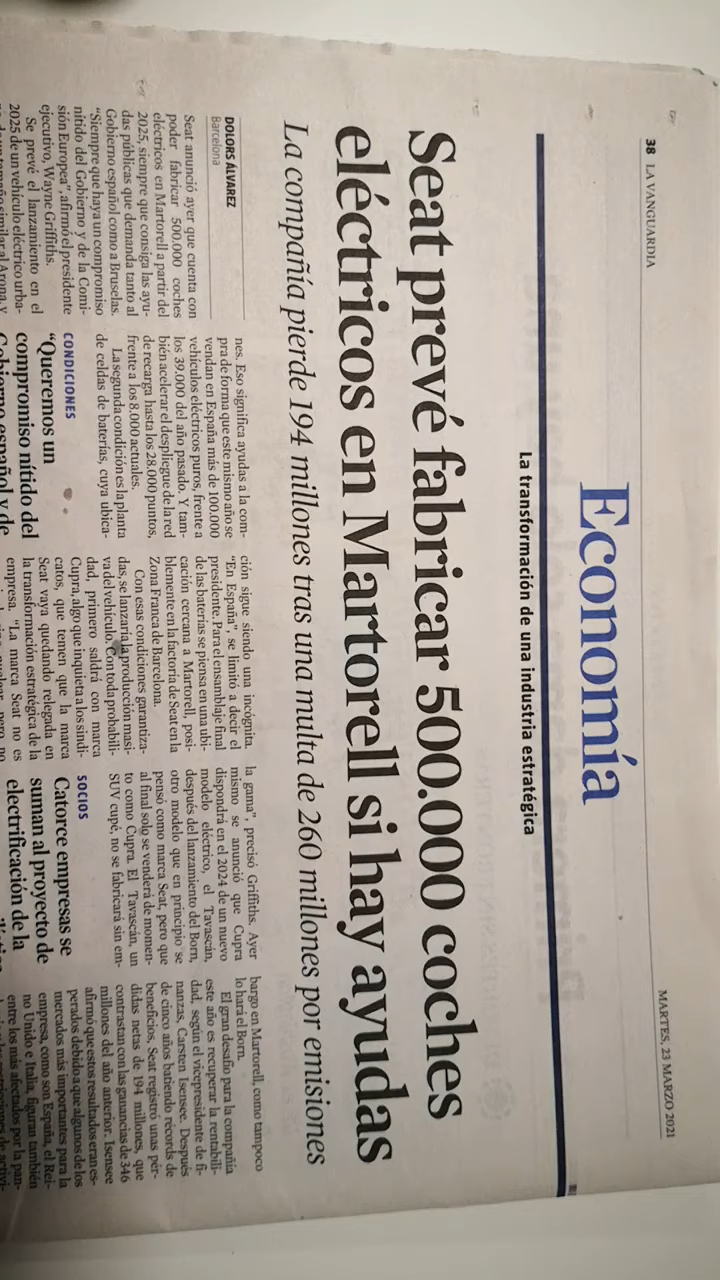 38 LA VANGUARDIA
MARTES, 23 MARZO 2021
Economía
La transformación de una industria estratégica
Seat prevé fabricar 500.000 coches
eléctricos en Martorell si hay ayudas
La compañía pierde 194 millones tras una multa de 260 millones por emisiones
DOLORS ÁLVAREZ
Barcelona
Seat anunció ayer que cuenta con
poder fabricar 500.000 coches
eléctricos en Martorell a partir del
2025, siempre que consiga las ayu-
das públicas que demanda tanto al
Gobierno español como a Bruselas.
“Siempre que haya un compromiso
nítido del Gobierno y de la Comi-
sión Europea”, afirmó el presidente
ejecutivo, Wayne Griffiths.
Se prevé el lanzamiento en el
2025 de un vehículo eléctrico urba-
tamaño similar al Arona, y
nes. Eso significa ayudas a la com-
pra de forma que este mismo año se
vendan en España más de 100.000
vehículos eléctricos puros, frente a
los 39.000 del año pasado. Y tam-
bién acelerar el despliegue de la red
de recarga hasta los 28.000 puntos,
frente a los 8.000 actuales.
La segunda condición es la planta
de celdas de baterías, cuya ubica-
CONDICIONES
“Queremos un
compromiso nítido del
Gobierno español y de
ción sigue siendo una incógnita.
“En España”, se limitó a decir el
presidente. Para el ensamblaje final
de las baterías se piensa en una ubi-
cación cercana a Martorell, posi-
blemente en la factoría de Seat en la
Zona Franca de Barcelona.
Con esas condiciones garantiza-
das, se lanzaría la producción masi-
va del vehículo. Con toda probabili-
dad, primero saldrá con marca
Cupra, algo que inquieta a los sindi-
catos, que temen que la marca
Seat vaya quedando relegada en
la transformación estratégica de la
empresa. “La marca Seat no es
pero no
la gama”, precisó Griffiths. Ayer
mismo se anunció que Cupra
dispondrá en el 2024 de un nuevo
modelo eléctrico, el Tavascán,
después del lanzamiento del Born,
otro modelo que en principio se
pensó como marca Seat, pero que
al final solo se venderá de momen-
to como Cupra. El Tavascán, un
SUV cupé, no se fabricará sin em-
SOCIOS
Catorce empresas se
suman al proyecto de
electrificación de la
bargo en Martorell, como tampoco
lo hará el Born.
El gran desafío para la compañía
este año es recuperar la rentabili-
dad, según el vicepresidente de fi-
nanzas, Carsten Isensee. Después
de cinco años batiendo récords de
beneficios, Seat registró unas pér-
didas netas de 194 millones, que
contrastan con las ganancias de 346
millones del año anterior. Isensee
afirmó que estos resultados eran es-
perados debido a que algunos de los
mercados más importantes para la
empresa, como son España, el Rei-
no Unido e Italia, figuran también
entre los más afectados por la pan-